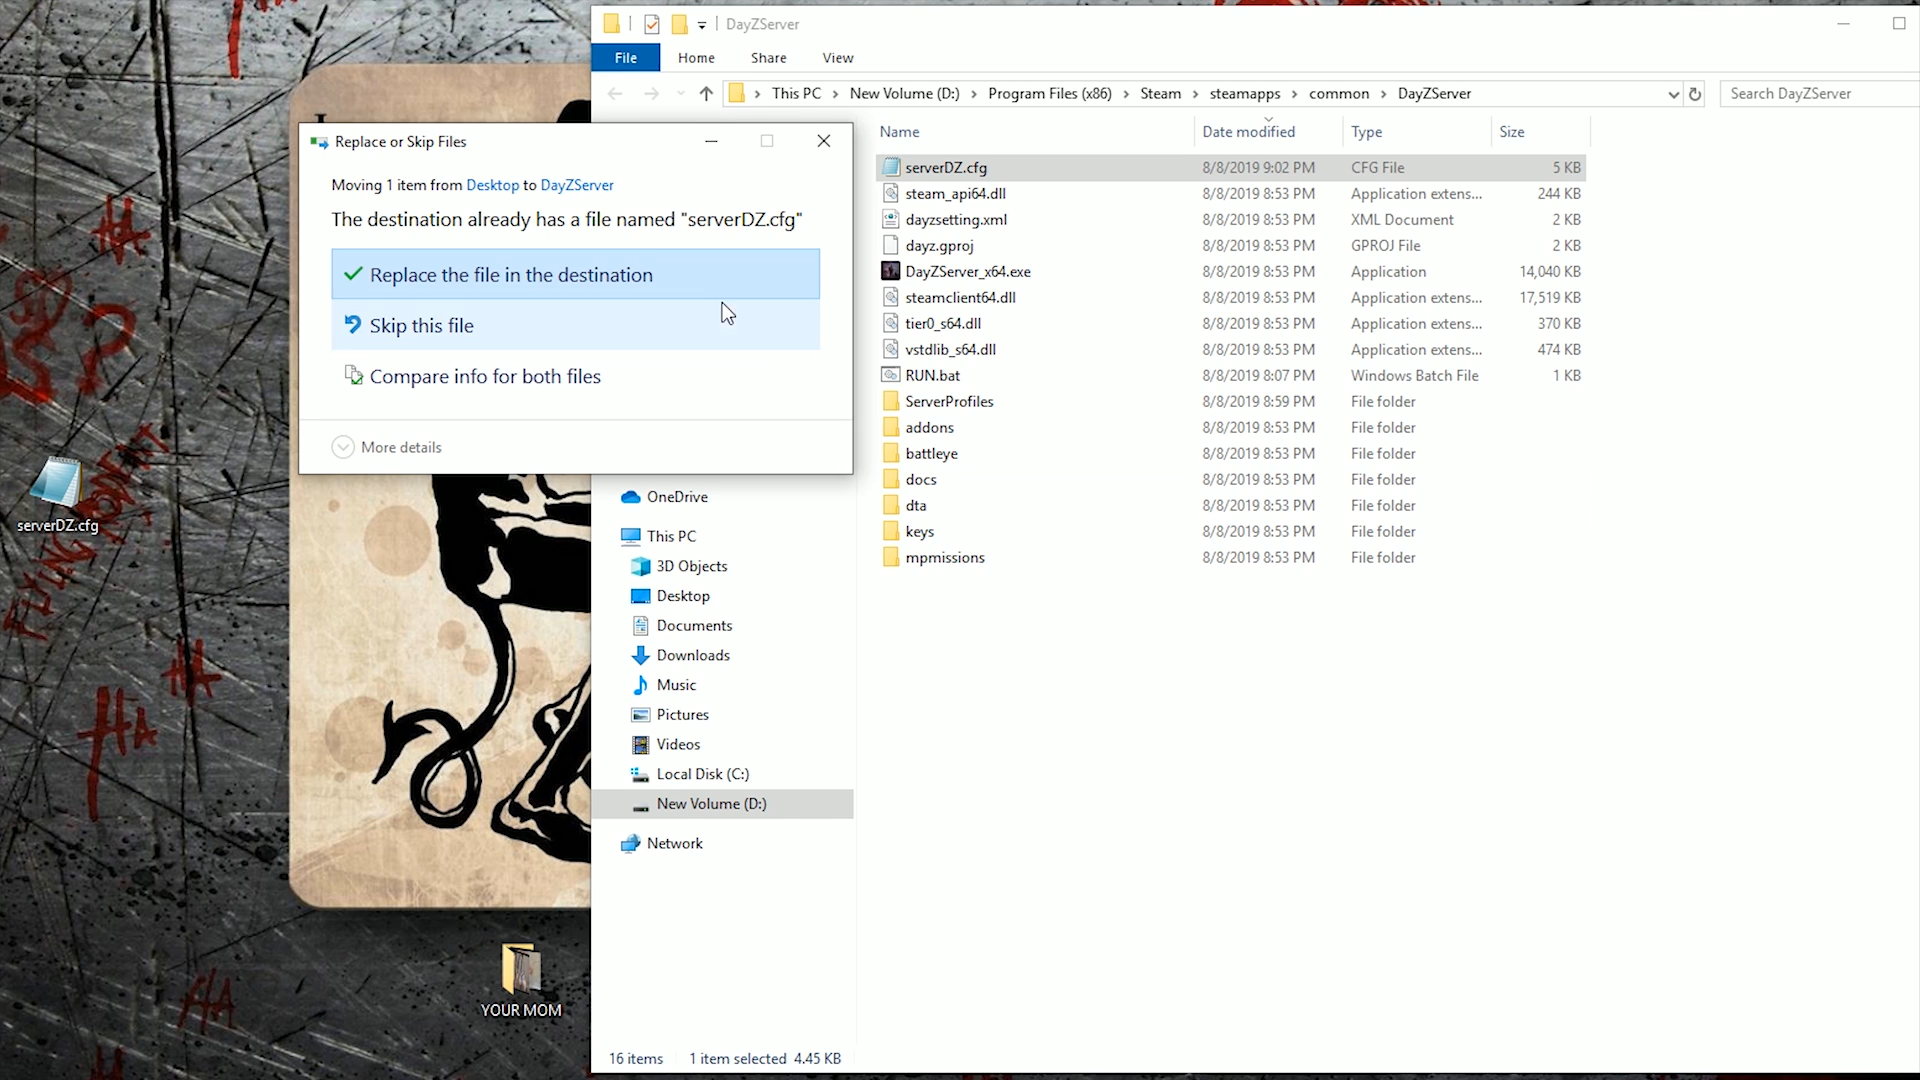 DayZServer
File Home Share View
This PC New Volume (D:) Program Files (x86) Steam steamapps common DayZServer Search DayZServer
Name Date modified Type Size
serverDZ.cfg 8/8/2019 9:02 PM CFG File 5 KB
steam_api64.dll 8/8/2019 8:53 PM Application extens... 244 KB
dayzsetting.xml 8/8/2019 8:53 PM XML Document 2 KB
dayz.gproj 8/8/2019 8:53 PM GPROJ File 2 KB
DayZServer_x64.exe 8/8/2019 8:53 PM Application 14,040 KB
steamclient64.dll 8/8/2019 8:53 PM Application extens... 17,519 KB
tier0_s64.dll 8/8/2019 8:53 PM Application extens... 370 KB
vstdlib_s64.dll 8/8/2019 8:53 PM Application extens... 474 KB
RUN.bat 8/8/2019 8:07 PM Windows Batch File 1 KB
ServerProfiles 8/8/2019 8:59 PM File folder
addons 8/8/2019 8:53 PM File folder
battleye 8/8/2019 8:53 PM File folder
docs 8/8/2019 8:53 PM File folder
dta 8/8/2019 8:53 PM File folder
keys 8/8/2019 8:53 PM File folder
mpmissions 8/8/2019 8:53 PM File folder
Replace or Skip Files
Moving 1 item from Desktop to DayZServer
The destination already has a file named "serverDZ.cfg"
Replace the file in the destination
Skip this file
Compare info for both files
More details
OneDrive
This PC
3D Objects
Desktop
Documents
Downloads
Music
Pictures
Videos
Local Disk (C:)
New Volume (D:)
Network
16 items 1 item selected 4.45 KB
serverDZ.cfg
YOUR MOM
HA
HA